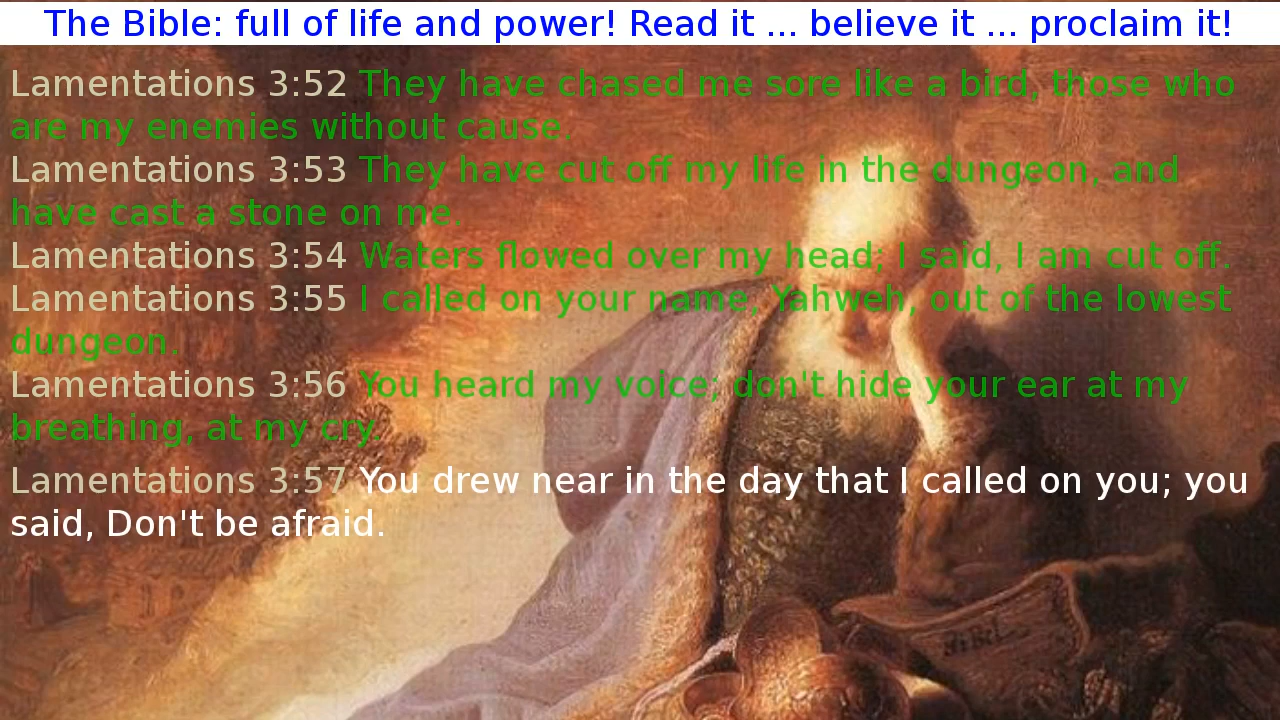 The Bible: full of life and power! Read it ... believe it ... proclaim it!
Lamentations 3:52 They have chased me sore like a bird, those who
are my enemies without cause.
Lamentations 3:53 They have cut off my life in the dungeon, and
have cast a stone on me.
Lamentations 3:54 Waters flowed over my head; I said, I am cut off.
Lamentations 3:55 I called on your name, Yahweh, out of the lowest
dungeon.
Lamentations 3:56 You heard my voice; don't hide your ear at my
breathing, at my cry.
Lamentations 3:57 You drew near in the day that I called on you; you
said, Don't be afraid.
BiBeL